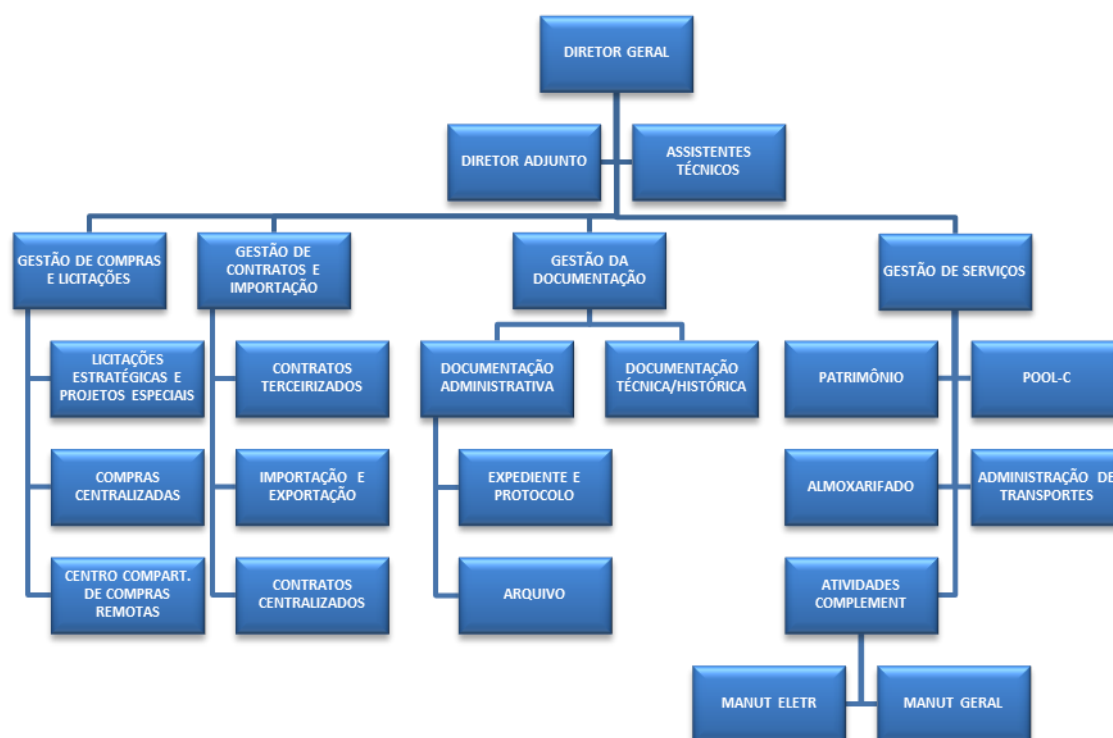 DIRETOR GERAL
DIRETOR ADJUNTO
ASSISTENTES
TÉCNICOS
GESTÃO DE COMPRAS
E LICITAÇÕES
GESTÃO DE
CONTRATOS E
IMPORTAÇÃO
GESTÃO DA
DOCUMENTAÇÃO
GESTÃO DE SERVIÇOS
LICITAÇÕES
ESTRATÉGICAS E
PROJETOS ESPECIAIS
CONTRATOS
TERCEIRIZADOS
DOCUMENTAÇÃO
ADMINISTRATIVA
DOCUMENTAÇÃO
TÉCNICA/HISTÓRICA
PATRIMÔNIO
POOL-C
COMPRAS
CENTRALIZADAS
IMPORTAÇÃO E
EXPORTAÇÃO
EXPEDIENTE E
PROTOCOLO
ALMOXARIFADO
ADMINISTRAÇÃO DE
TRANSPORTES
CENTRO COMPART.
DE COMPRAS
REMOTAS
CONTRATOS
CENTRALIZADOS
ARQUIVO
ATIVIDADES
COMPLEMENT
MANUT ELETR
MANUT GERAL